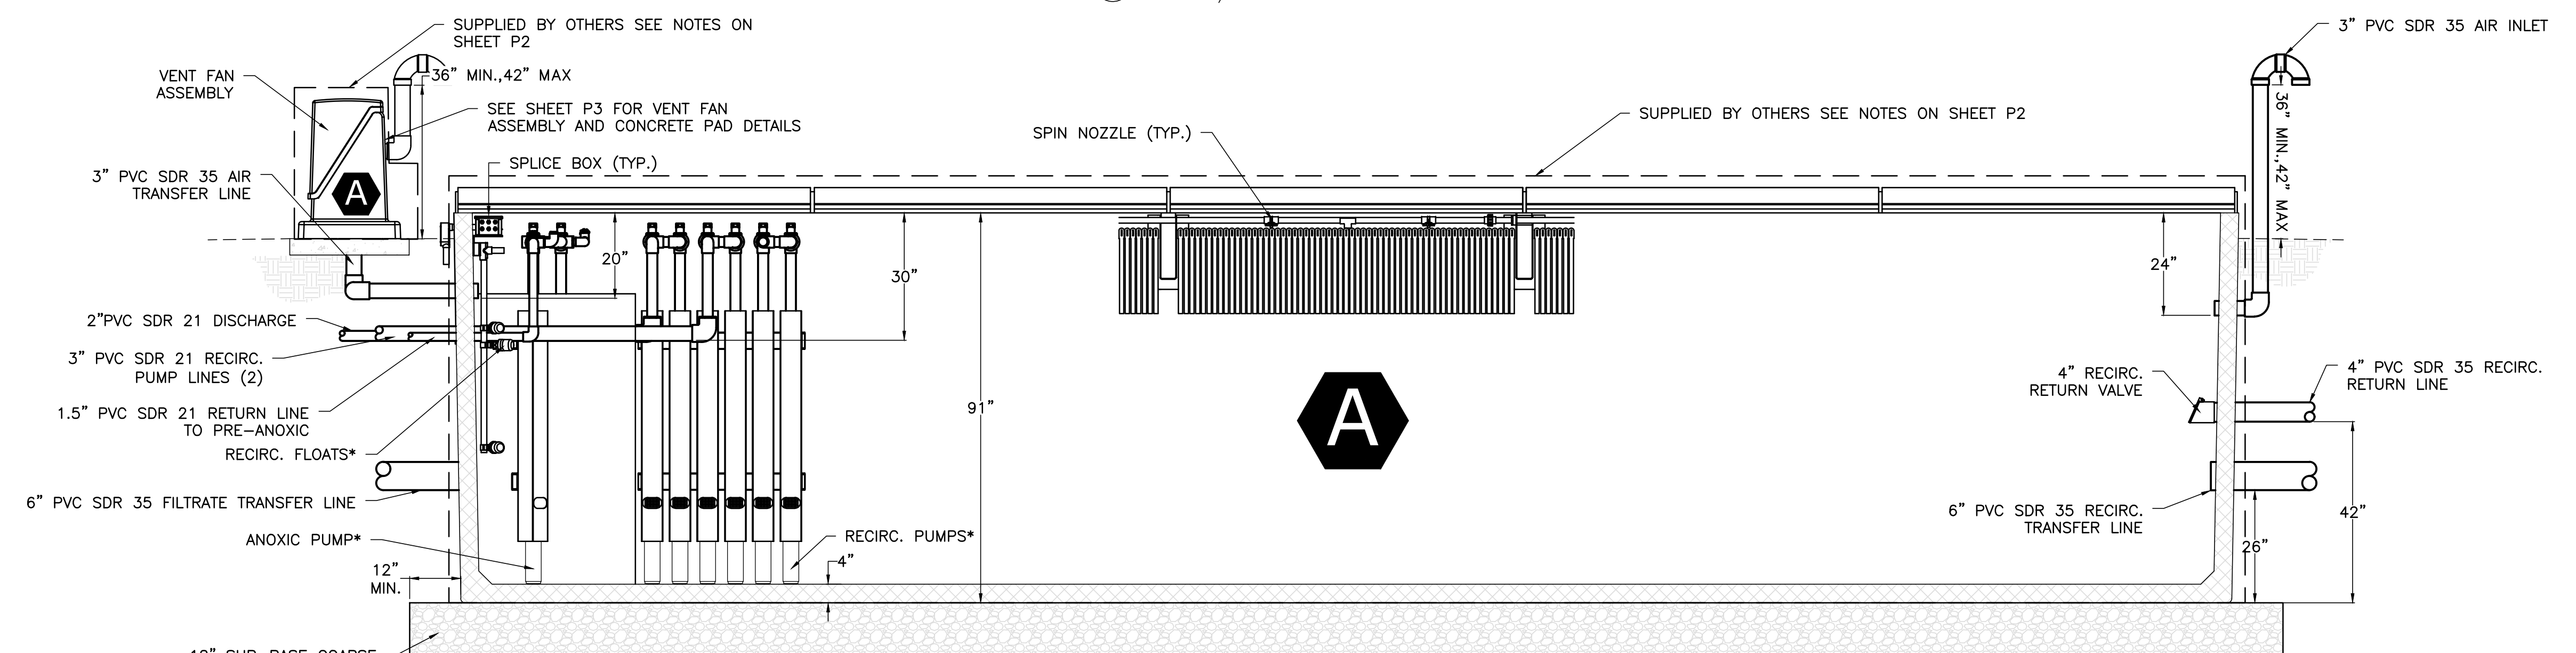 SUPPLIED BY OTHERS SEE NOTES ON
SHEET P2
3” PVC SDR 35 AIR INLET
VENT FAN
ASSEMBLY
36” MIN.,42” MAX
SEE SHEET P3 FOR VENT FAN
ASSEMBLY AND CONCRETE PAD DETAILS
SUPPLIED BY OTHERS SEE NOTES ON SHEET P2
SPIN NOZZLE (TYP.)
36” MIN.,42” MAX
SPLICE BOX (TYP.)
3” PVC SDR 35 AIR
TRANSFER LINE
A
20”
30”
24”
2”PVC SDR 21 DISCHARGE
3” PVC SDR 21 RECIRC.
PUMP LINES (2)
4” RECIRC.
RETURN VALVE
4” PVC SDR 35 RECIRC.
RETURN LINE
1.5” PVC SDR 21 RETURN LINE
TO PRE-ANOXIC
91”
A
RECIRC. FLOATS*
6” PVC SDR 35 FILTRATE TRANSFER LINE
6” PVC SDR 35 RECIRC.
TRANSFER LINE
42”
ANOXIC PUMP*
RECIRC. PUMPS*
26”
4”
12”
MIN.